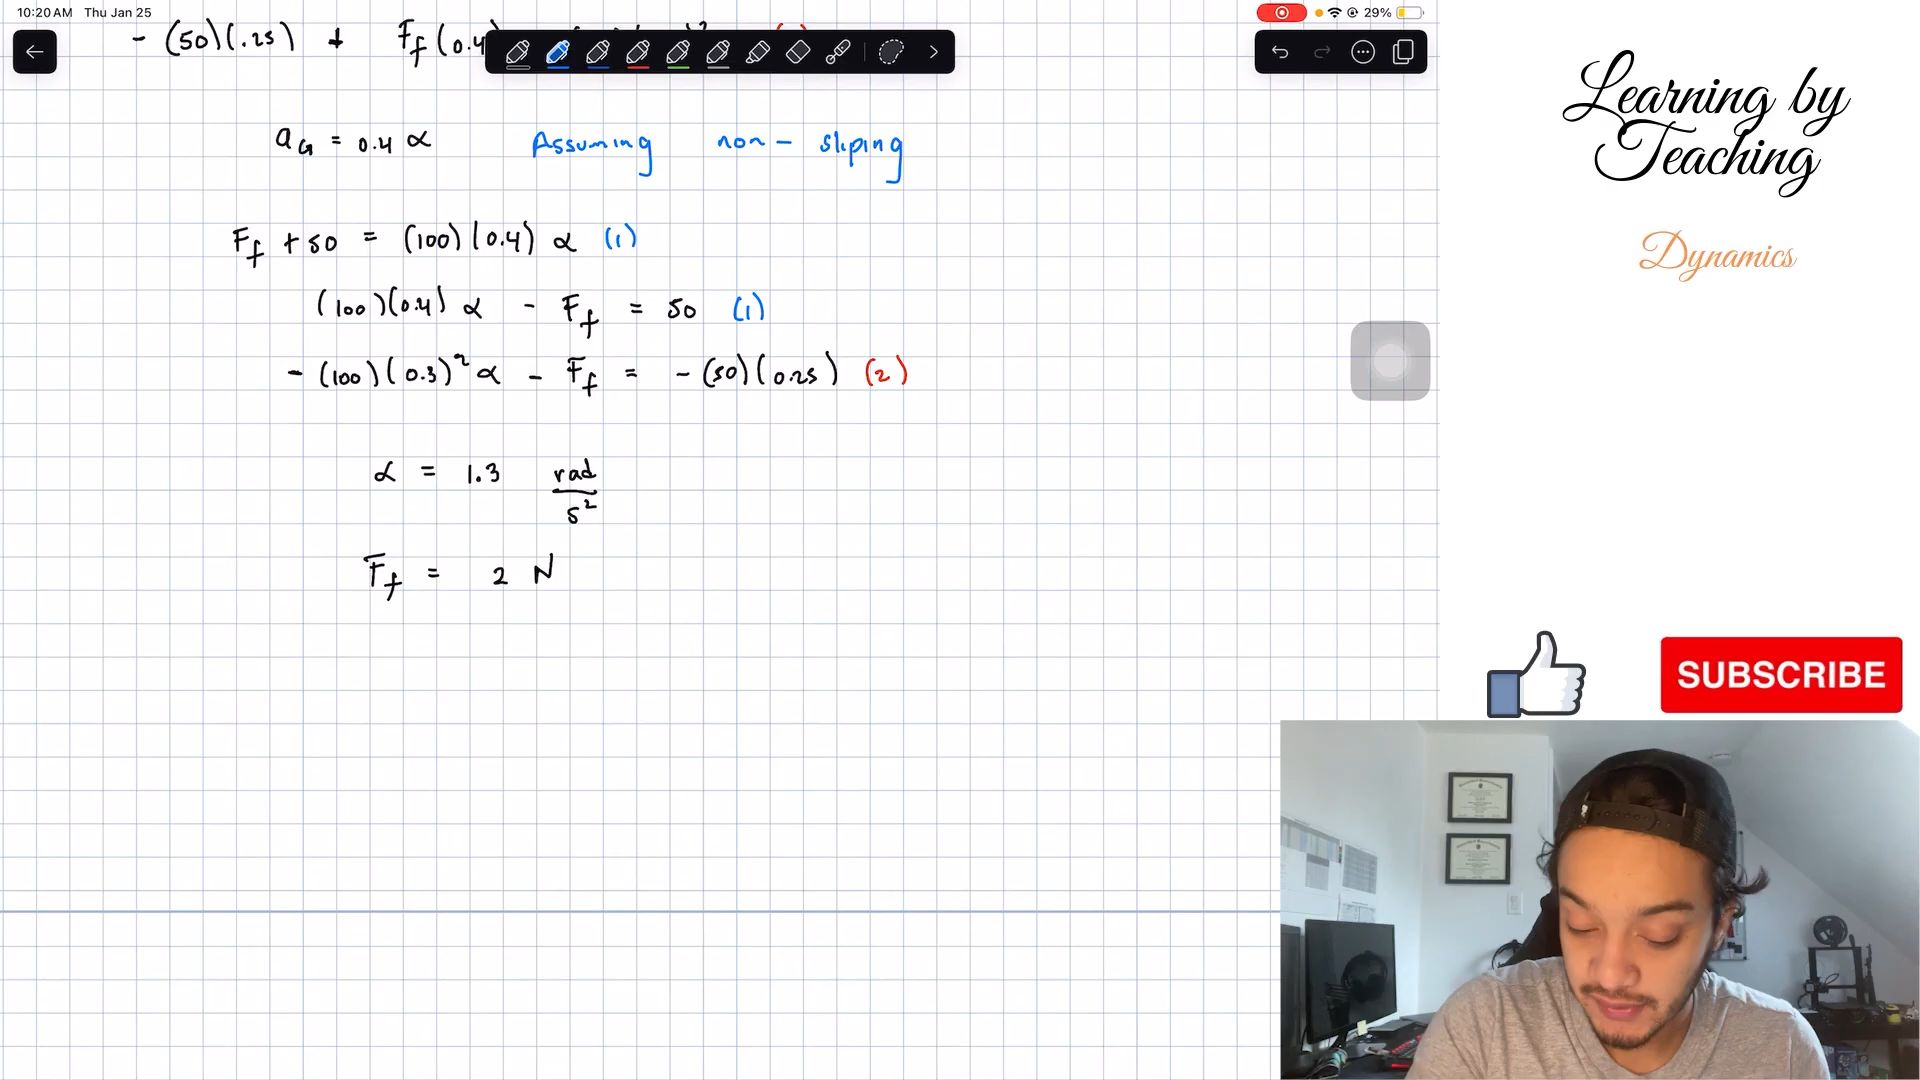 10:20 AM Thu Jan 25
29%
- (50)(.25) + Ff (0.4)
aG = 0.4 α Assuming non- sliping
Ff + 50 = (100)(0.4) α (1)
(100)(0.4) α - Ff = 50 (1)
- (100)(0.3)² α - Ff = - (50)(0.25) (2)
α = 1.3 rad/s²
Ff = 2 N
Learning by
Teaching
Dynamics
SUBSCRIBE